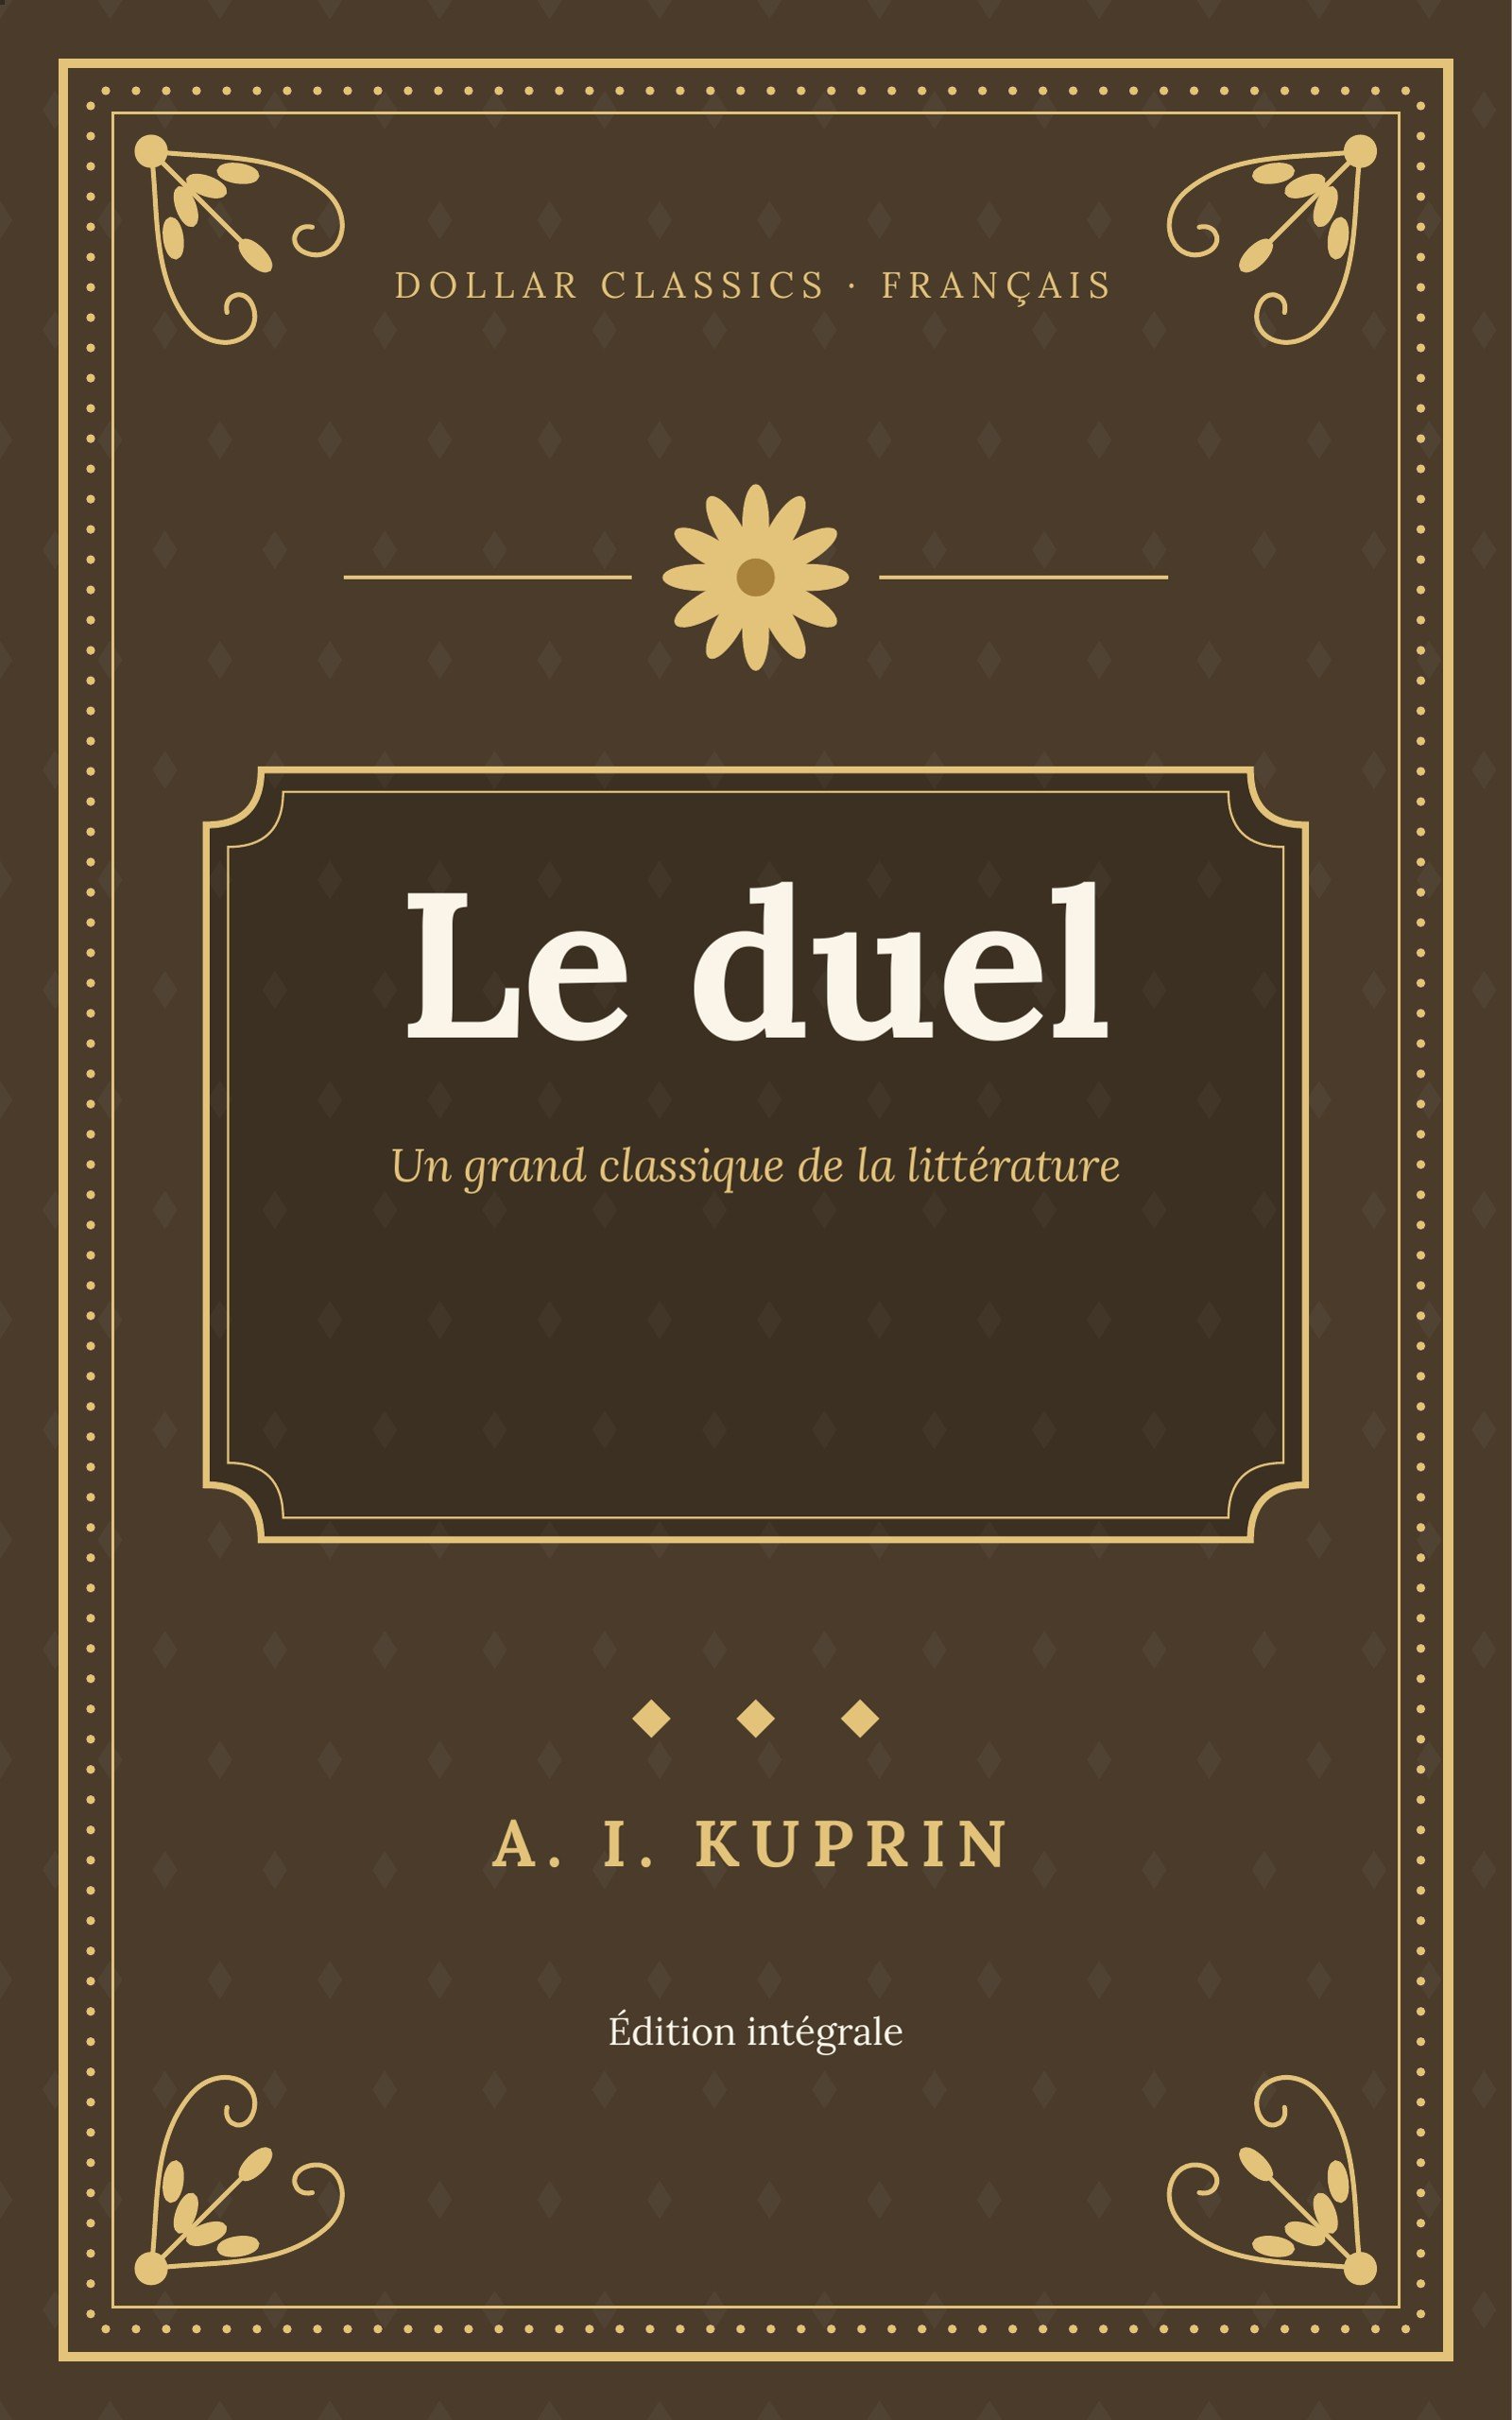 DOLLAR CLASSICS · FRANÇAIS
Le duel
Un grand classique de la littérature
A. I. KUPRIN
Édition intégrale